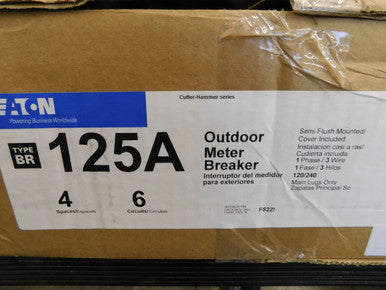 EATON
Powering Business Worldwide
Cutler-Hammer series
TYPE
BR
125A
4
Spaces/Espacios
6
Circuits/Circuitos
Outdoor
Meter
Breaker
Interruptor del medidor
para exteriores
Semi Flush Mounted/
Cover Included
Instalacion casi a ras/
Cudierta incluida
1 Phase / 3 Wire
1 Fase / 3 Hilos
120/240
Main Lugs Only
Zapatas Principal So